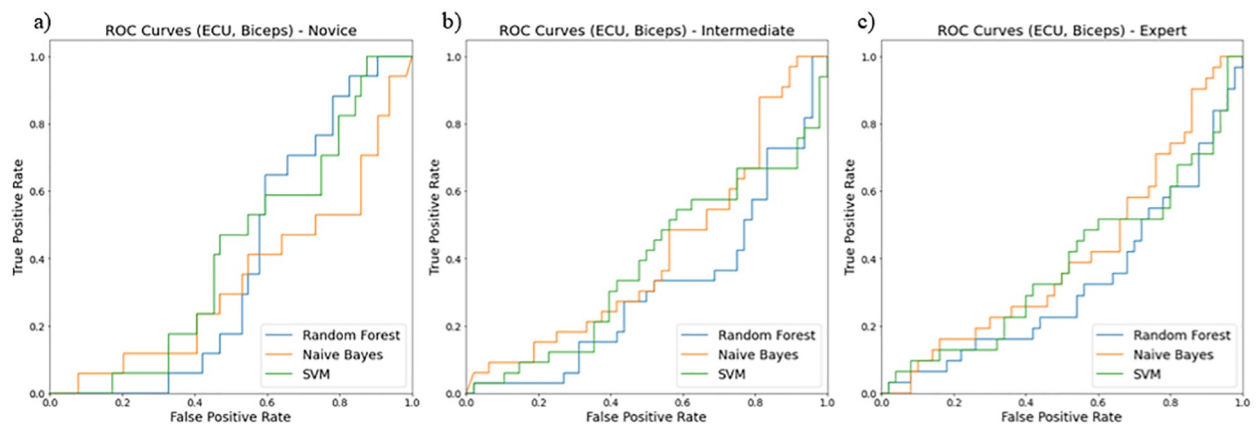 a)
ROC Curves (ECU, Biceps) - Novice
1.0
0.8
0.6
0.4
0.2
0.0
True Positive Rate
0.0 0.2 0.4 0.6 0.8 1.0
False Positive Rate
Random Forest
Naive Bayes
SVM
b)
ROC Curves (ECU, Biceps) - Intermediate
1.0
0.8
0.6
0.4
0.2
0.0
True Positive Rate
0.0 0.2 0.4 0.6 0.8 1.0
False Positive Rate
Random Forest
Naive Bayes
SVM
c)
ROC Curves (ECU, Biceps) - Expert
1.0
0.8
0.6
0.4
0.2
0.0
True Positive Rate
0.0 0.2 0.4 0.6 0.8 1.0
False Positive Rate
Random Forest
Naive Bayes
SVM